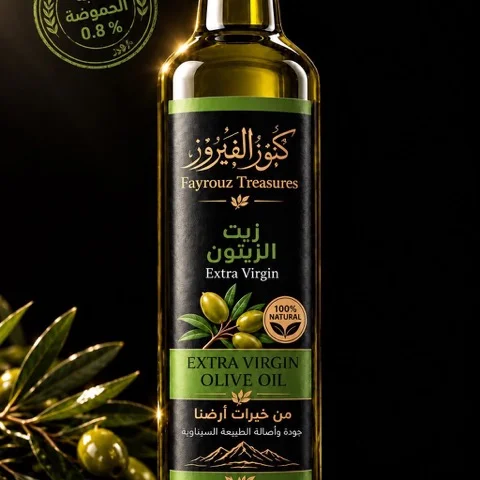 الحموضة
0.8 %
كنوز الفيروز
Fayrouz Treasures
زيت
الزيتون
Extra Virgin
100%
NATURAL
EXTRA VIRGIN
OLIVE OIL
من خيرات أرضنا
جودة وأصالة الطبيعة السيناوية